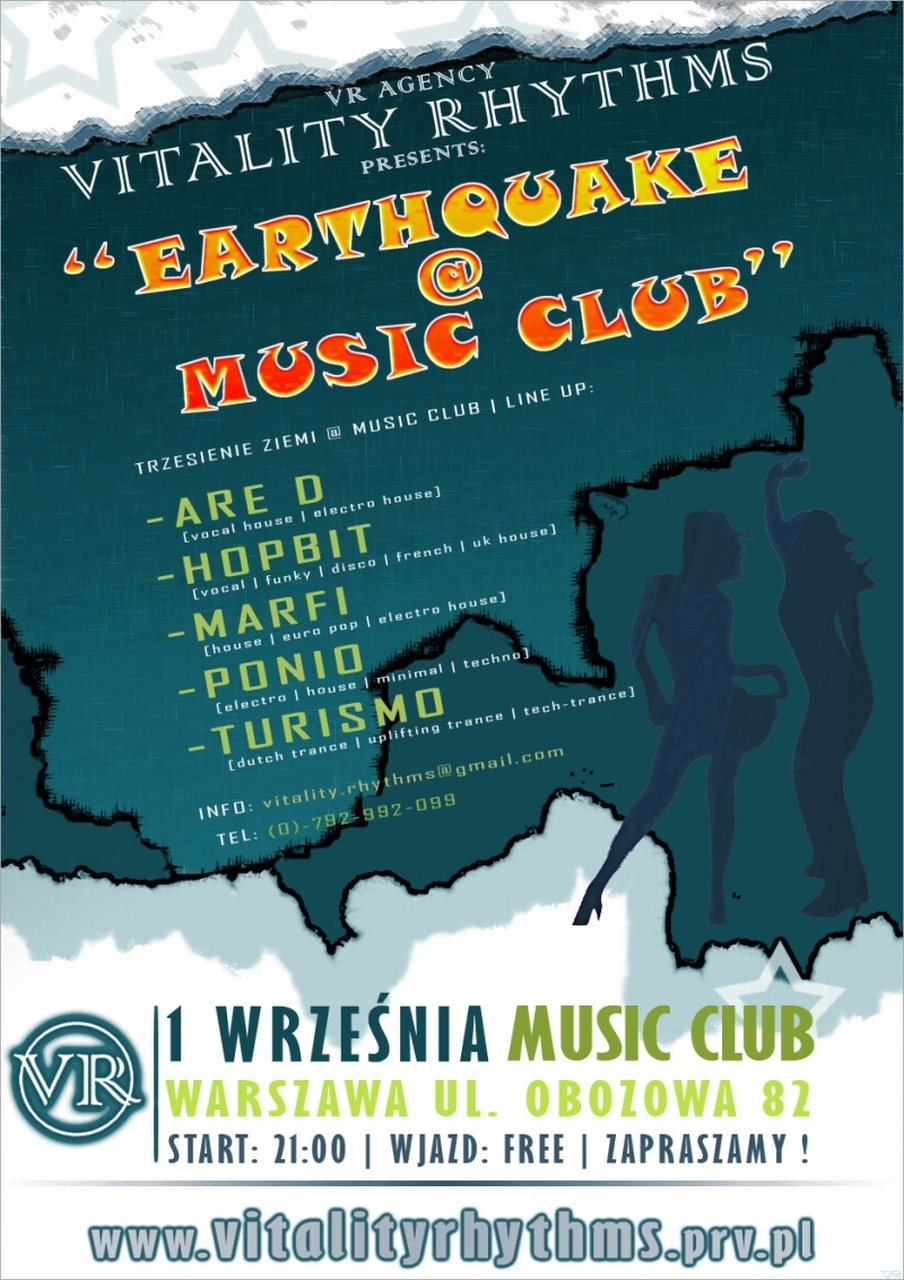 VR AGENCY
VITALITY RHYTHMS
PRESENTS:
“EARTHQUAKE
@
MUSIC CLUB”
TRZESIENIE ZIEMI @ MUSIC CLUB | LINE UP:
-ARE D
[vocal house | electro house]
-HOPBIT
[vocal | funky | disco | french | uk house]
-MARFI
[house | euro pop | electro house]
-PONIO
[electro | house | minimal | techno]
-TURISMO
[dutch trance | uplifting trance | tech-trance]
INFO: vitality.rhythms@gmail.com
TEL: (0)-792-992-099
VR
1 WRZEŚNIA MUSIC CLUB
WARSZAWA UL. OBOZOWA 82
START: 21:00 | WJAZD: FREE | ZAPRASZAMY !
www.vitalityrhythms.prv.pl